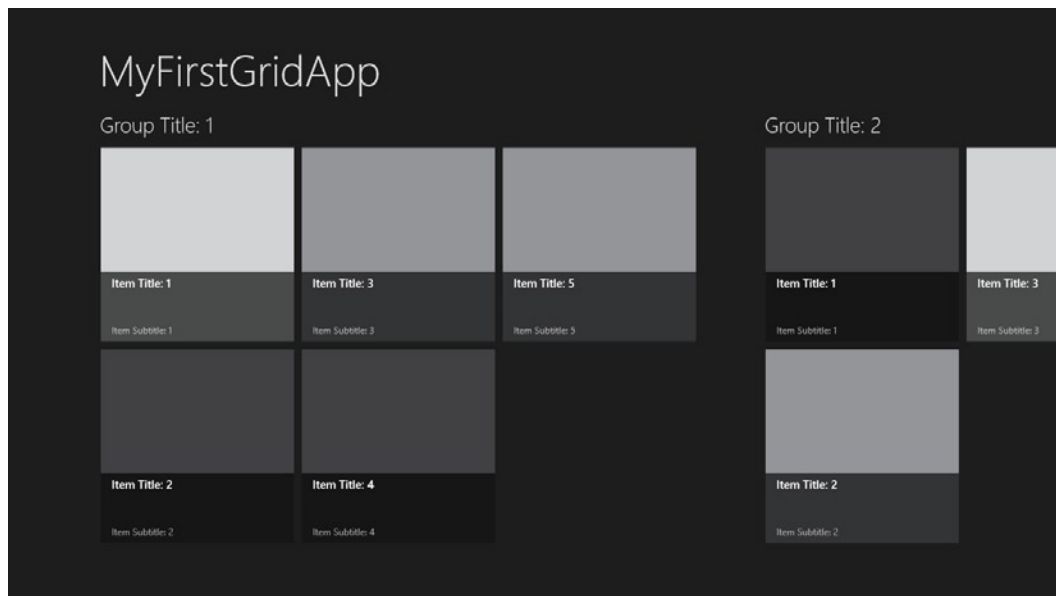 MyFirstGridApp
Group Title: 1
Item Title: 1
Item Subtitle: 1
Item Title: 2
Item Subtitle: 2
Item Title: 3
Item Subtitle: 3
Item Title: 4
Item Subtitle: 4
Item Title: 5
Item Subtitle: 5
Group Title: 2
Item Title: 1
Item Subtitle: 1
Item Title: 2
Item Subtitle: 2
Item Title: 3
Item Subtitle: 3